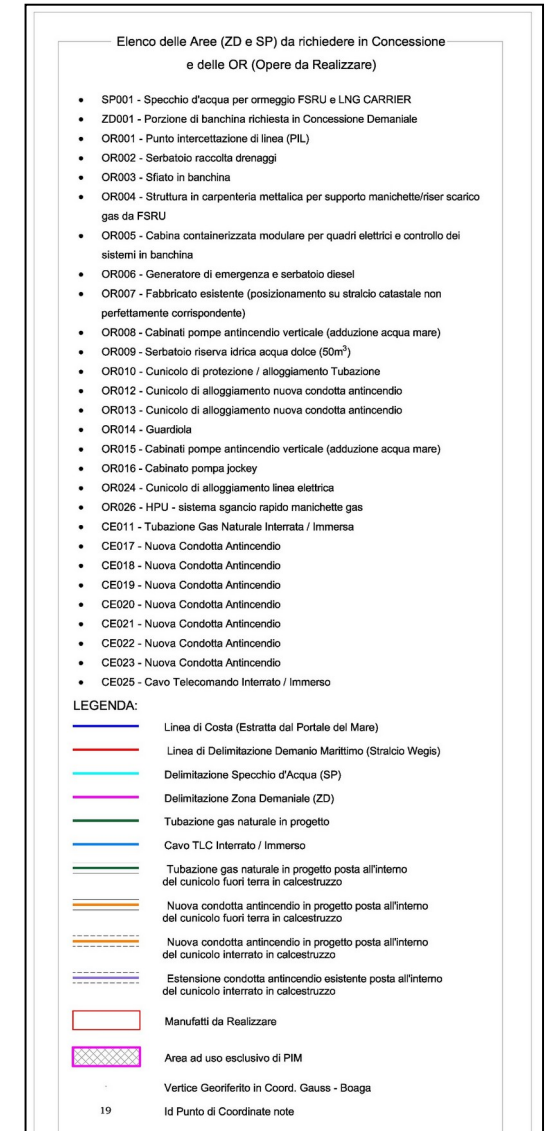 Elenco delle Aree (ZD e SP) da richiedere in Concessione
e delle OR (Opere da Realizzare)
• SP001 - Specchio d'acqua per ormeggio FSRU e LNG CARRIER
• ZD001 - Porzione di banchina richiesta in Concessione Demaniale
• OR001 - Punto intercettazione di linea (PIL)
• OR002 - Serbatoio raccolta drenaggi
• OR003 - Sfiato in banchina
• OR004 - Struttura in carpenteria mettalica per supporto manichette/riser scarico
gas da FSRU
• OR005 - Cabina containerizzata modulare per quadri elettrici e controllo dei
sistemi in banchina
• OR006 - Generatore di emergenza e serbatoio diesel
• OR007 - Fabbricato esistente (posizionamento su stralcio catastale non
perfettamente corrispondente)
• OR008 - Cabinati pompe antincendio verticale (adduzione acqua mare)
• OR009 - Serbatoio riserva idrica acqua dolce (50m³)
• OR010 - Cunicolo di protezione / alloggiamento Tubazione
• OR012 - Cunicolo di alloggiamento nuova condotta antincendio
• OR013 - Cunicolo di alloggiamento nuova condotta antincendio
• OR014 - Guardiola
• OR015 - Cabinati pompe antincendio verticale (adduzione acqua mare)
• OR016 - Cabinato pompa jockey
• OR024 - Cunicolo di alloggiamento linea elettrica
• OR026 - HPU - sistema sgancio rapido manichette gas
• CE011 - Tubazione Gas Naturale Interrata / Immersa
• CE017 - Nuova Condotta Antincendio
• CE018 - Nuova Condotta Antincendio
• CE019 - Nuova Condotta Antincendio
• CE020 - Nuova Condotta Antincendio
• CE021 - Nuova Condotta Antincendio
• CE022 - Nuova Condotta Antincendio
• CE023 - Nuova Condotta Antincendio
• CE025 - Cavo Telecomando Interrato / Immerso
LEGENDA:
Linea di Costa (Estratta dal Portale del Mare)
Linea di Delimitazione Demanio Marittimo (Stralcio Wegis)
Delimitazione Specchio d'Acqua (SP)
Delimitazione Zona Demaniale (ZD)
Tubazione gas naturale in progetto
Cavo TLC Interrato / Immerso
Tubazione gas naturale in progetto posta all'interno
del cunicolo fuori terra in calcestruzzo
Nuova condotta antincendio in progetto posta all'interno
del cunicolo fuori terra in calcestruzzo
Nuova condotta antincendio in progetto posta all'interno
del cunicolo interrato in calcestruzzo
Estensione condotta antincendio esistente posta all'interno
del cunicolo interrato in calcestruzzo
Manufatti da Realizzare
Area ad uso esclusivo di PIM
Vertice Georiferito in Coord. Gauss - Boaga
19 Id Punto di Coordinate note